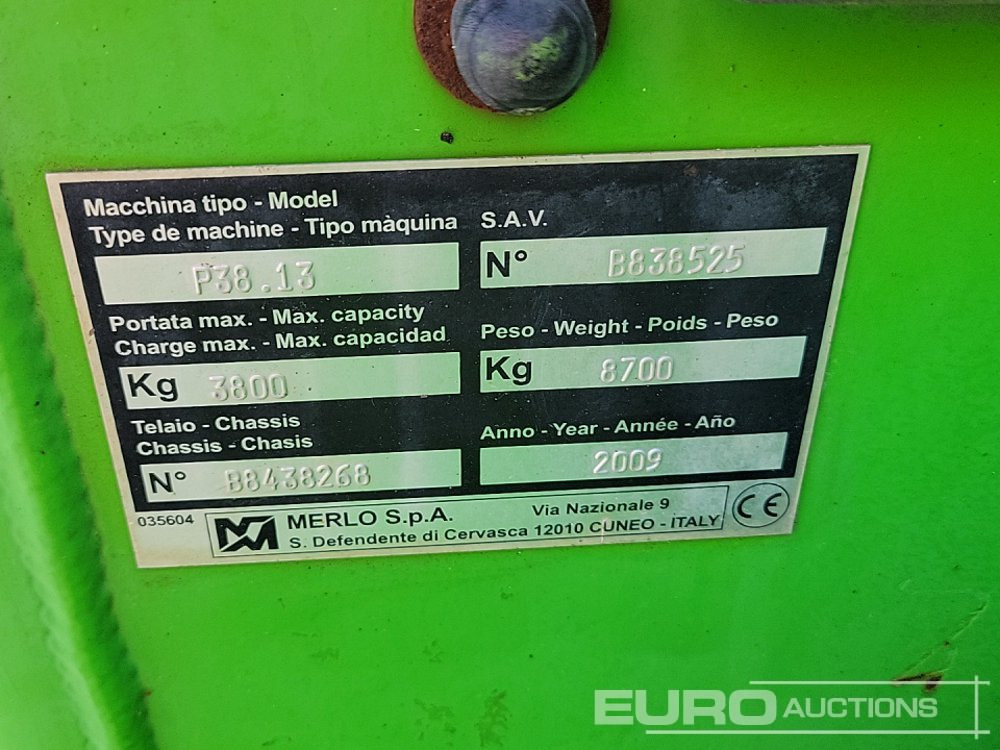 Macchina tipo - Model
Type de machine - Tipo màquina
P38.13
S.A.V.
N° B838525
Portata max. - Max. capacity
Charge max. - Max. capacidad
Kg 3800
Peso - Weight - Poids - Peso
Kg 8700
Telaio - Chassis
Chassis - Chasis
N° B8438268
Anno - Year - Année - Año
2009
035604
MERLO S.p.A.
Via Nazionale 9
S. Defendente di Cervasca 12010 CUNEO - ITALY
CE
EURO AUCTIONS